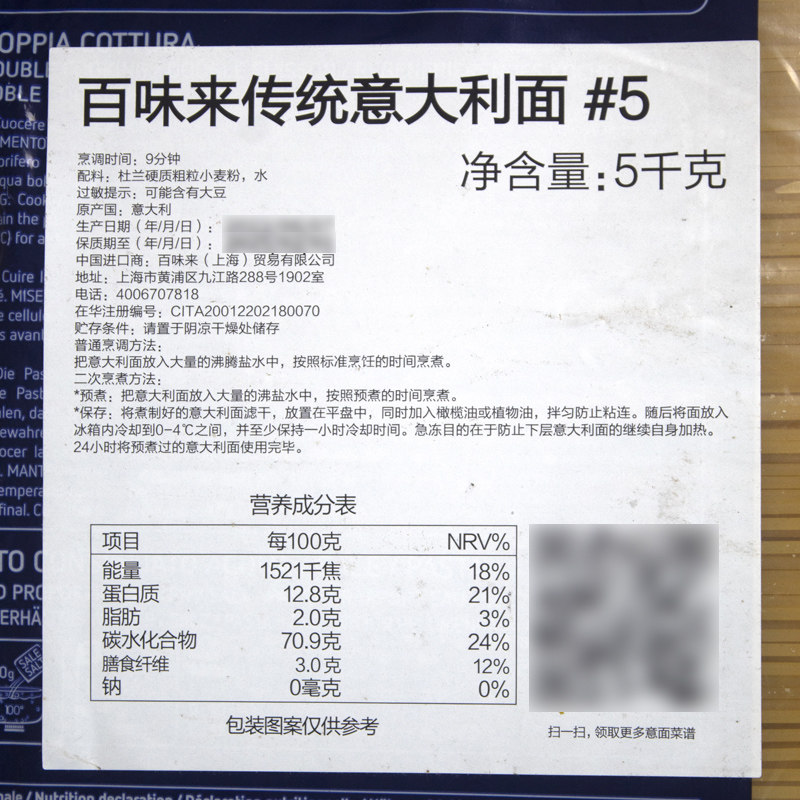 OPPIA COTTURA
百味来传统意大利面 #5
净含量:5千克
烹调时间：9分钟
配料：杜兰硬质粗粒小麦粉，水
过敏提示：可能含有大豆
原产国：意大利
生产日期（年/月/日）：
保质期至（年/月/日）：
中国进口商：百味来（上海）贸易有限公司
地址：上海市黄浦区九江路288号1902室
电话：4006707818
在华注册编号：CITA20012202180070
贮存条件：请置于阴凉干燥处储存
普通烹调方法：
把意大利面放入大量的沸腾盐水中，按照标准烹饪的时间烹煮。
二次烹煮方法：
*预煮：把意大利面放入大量的沸盐水中，按照预煮的时间烹煮。
*保存：将煮制好的意大利面滤干，放置在平盘中，同时加入橄榄油或植物油，拌匀防止粘连。随后将面放入
冰箱内冷却到0-4℃之间，并至少保持一小时冷却时间。急冻目的在于防止下层意大利面的继续自身加热。
24小时将预煮过的意大利面使用完毕。
营养成分表
项目 每100克 NRV%
能量 1521千焦 18%
蛋白质 12.8克 21%
脂肪 2.0克 3%
碳水化合物 70.9克 24%
膳食纤维 3.0克 12%
钠 0毫克 0%
包装图案仅供参考
扫一扫，领取更多意面菜谱
/ Nutrition declaration / Déclaration